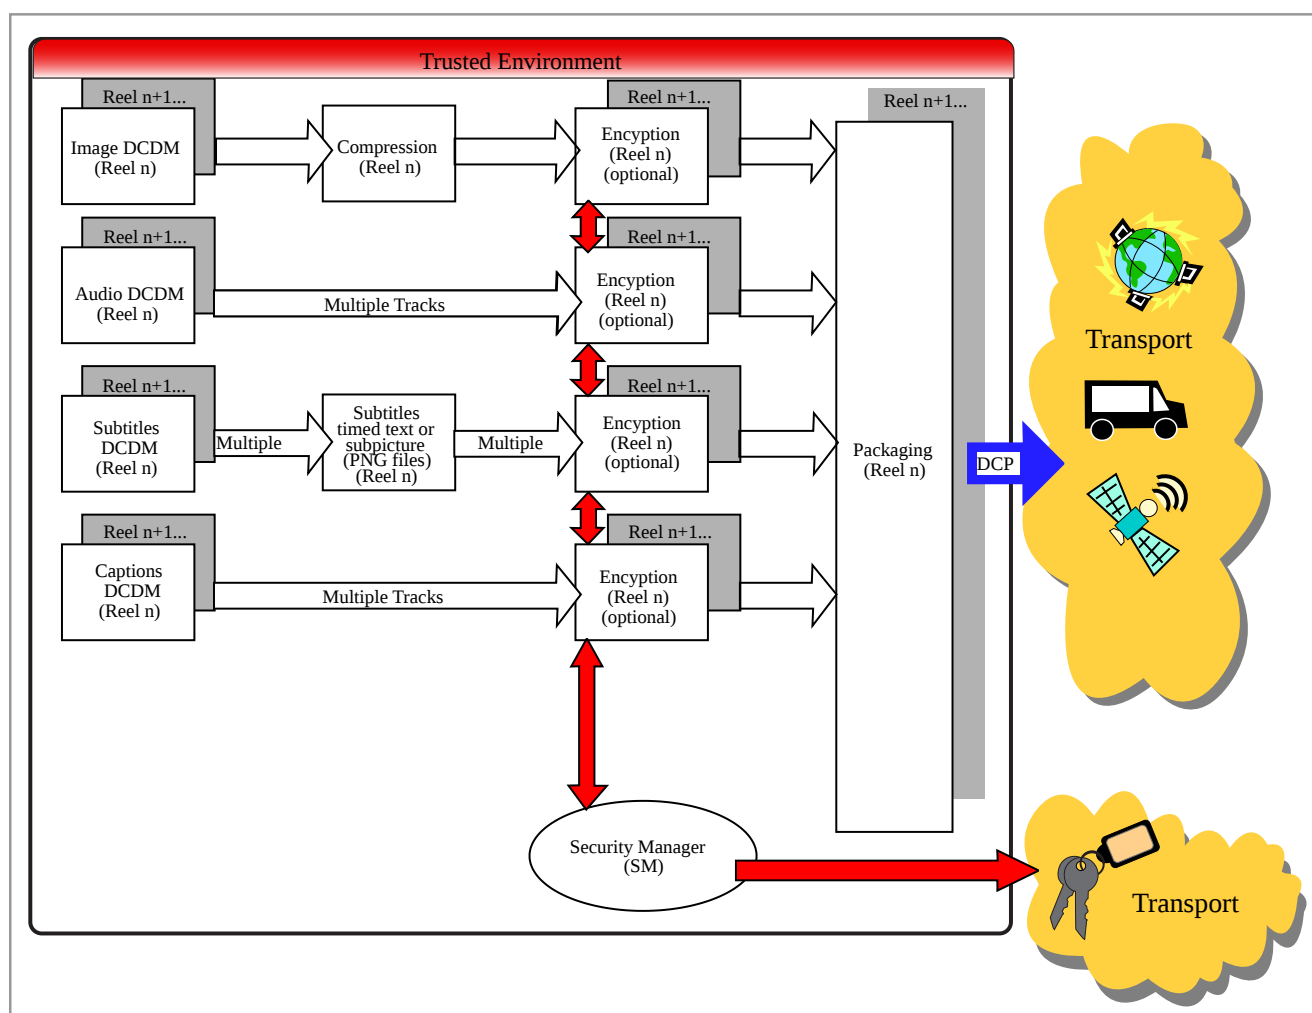 Trusted Environment
Reel n+1...
Image DCDM
(Reel n)
Compression
(Reel n)
Reel n+1...
Encyption
(Reel n)
(optional)
Reel n+1...
Reel n+1...
Audio DCDM
(Reel n)
Multiple Tracks
Reel n+1...
Encyption
(Reel n)
(optional)
Reel n+1...
Subtitles
DCDM
(Reel n)
Multiple
Subtitles
timed text or
subpicture
(PNG files)
(Reel n)
Multiple
Reel n+1...
Encyption
(Reel n)
(optional)
Reel n+1...
Captions
DCDM
(Reel n)
Multiple Tracks
Reel n+1...
Encyption
(Reel n)
(optional)
Packaging
(Reel n)
DCP
Transport
Security Manager
(SM)
Transport